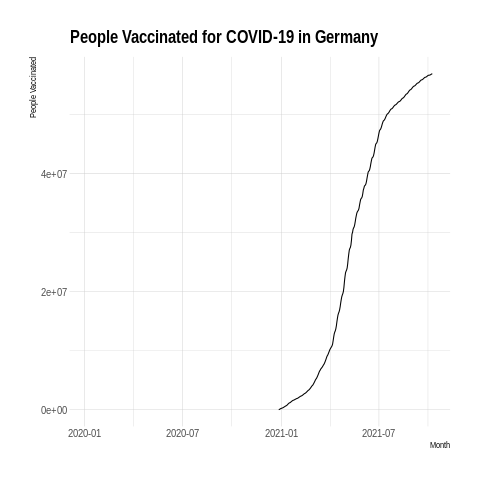 People Vaccinated for COVID-19 in Germany
People Vaccinated
4e+07
2e+07
0e+00
2020-01 2020-07 2021-01 2021-07
Month